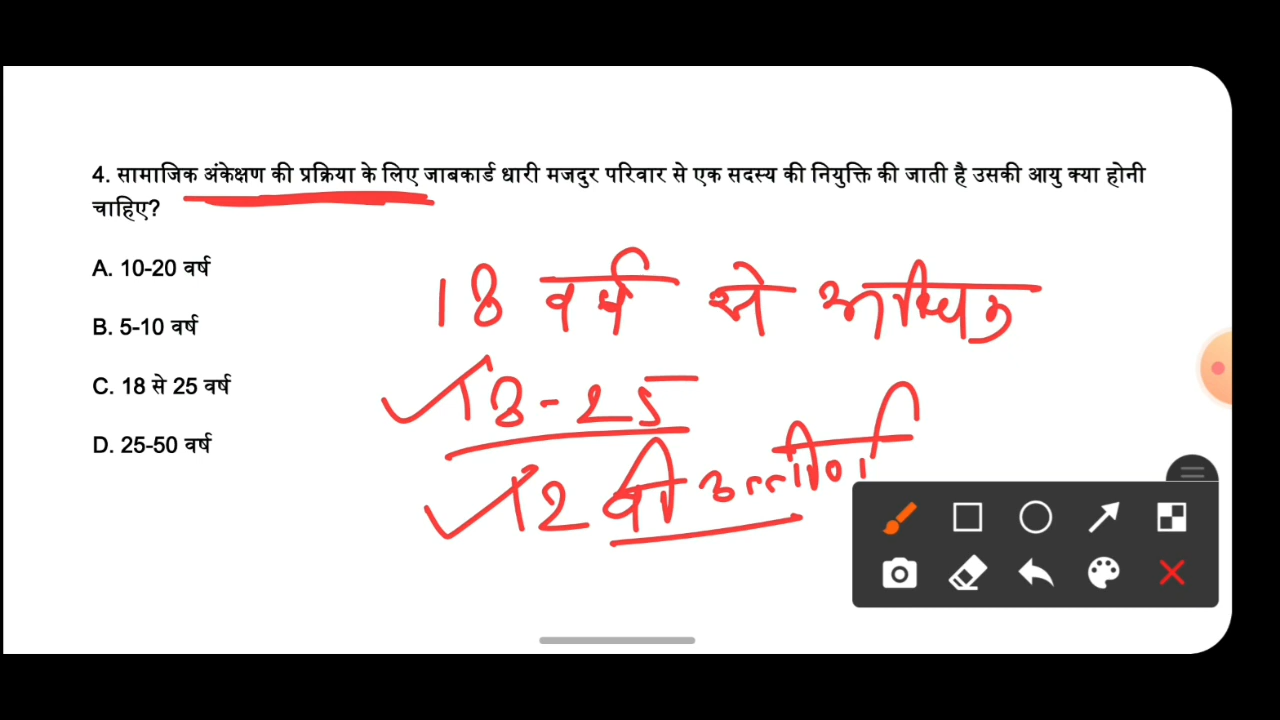 4. सामाजिक अंकेक्षण की प्रक्रिया के लिए जाबकार्ड धारी मजदुर परिवार से एक सदस्य की नियुक्ति की जाती है उसकी आयु क्या होनी
चाहिए?
A. 10-20 वर्ष
B. 5-10 वर्ष
C. 18 से 25 वर्ष
D. 25-50 वर्ष
18 वर्ष से अधिक
18-25
12 वी उत्तीर्ण